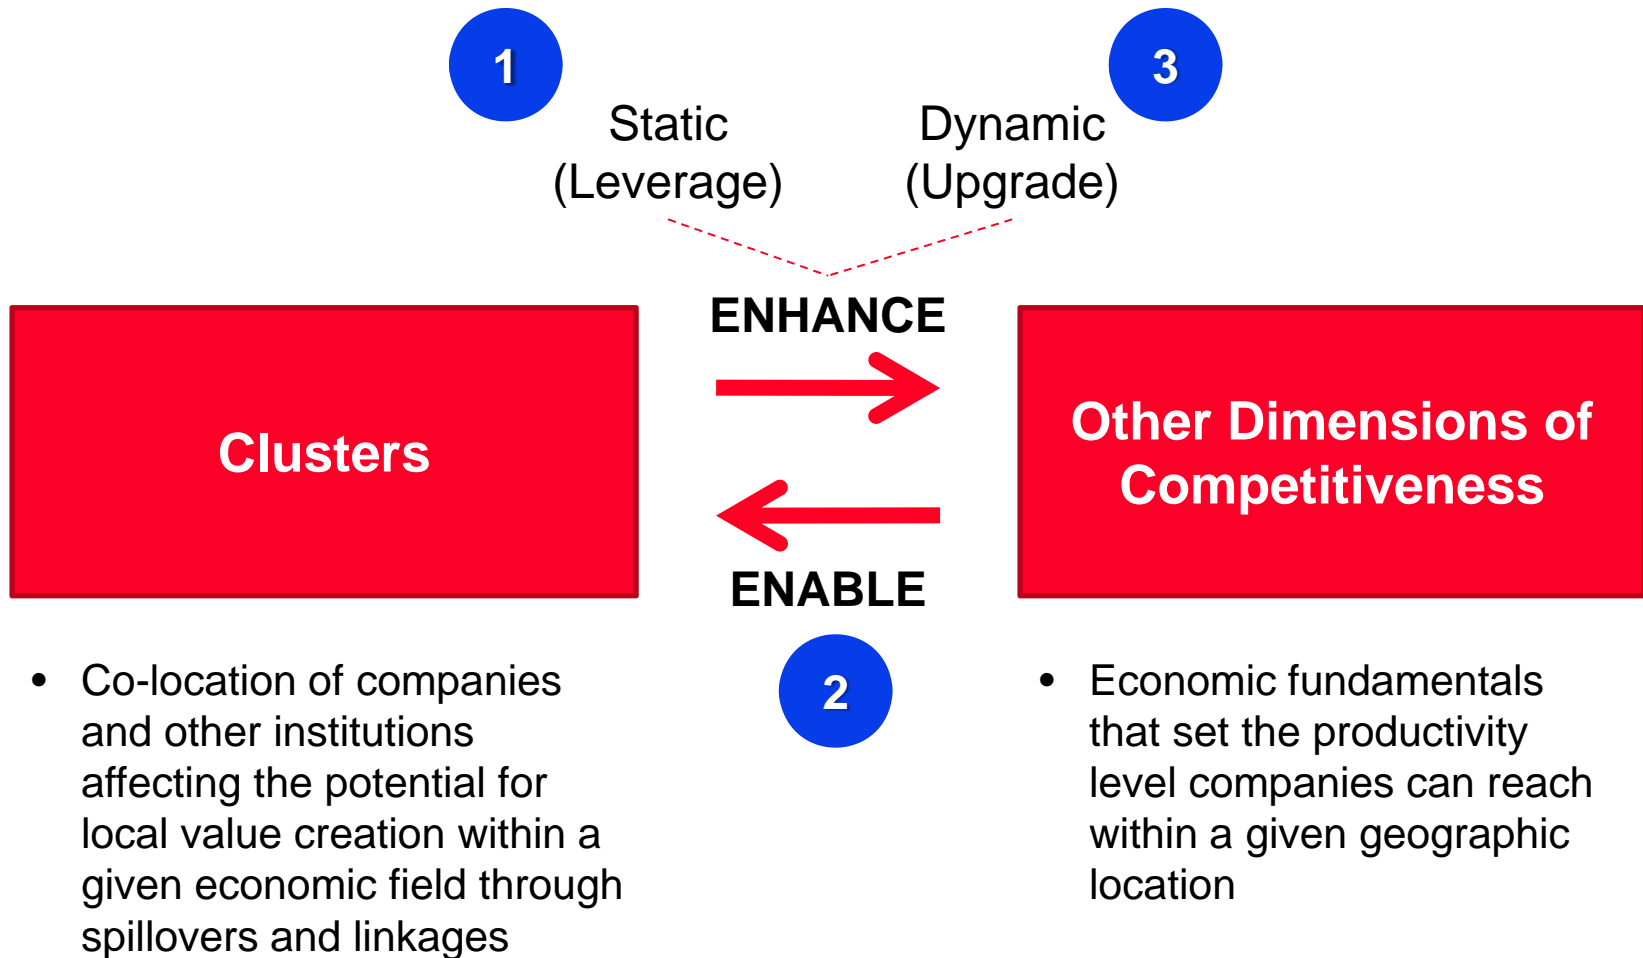 1
3
Static
(Leverage)
Dynamic
(Upgrade)
ENHANCE
Clusters
Other Dimensions of
Competitiveness
ENABLE
2
• Co-location of companies
and other institutions
affecting the potential for
local value creation within a
given economic field through
spillovers and linkages
• Economic fundamentals
that set the productivity
level companies can reach
within a given geographic
location